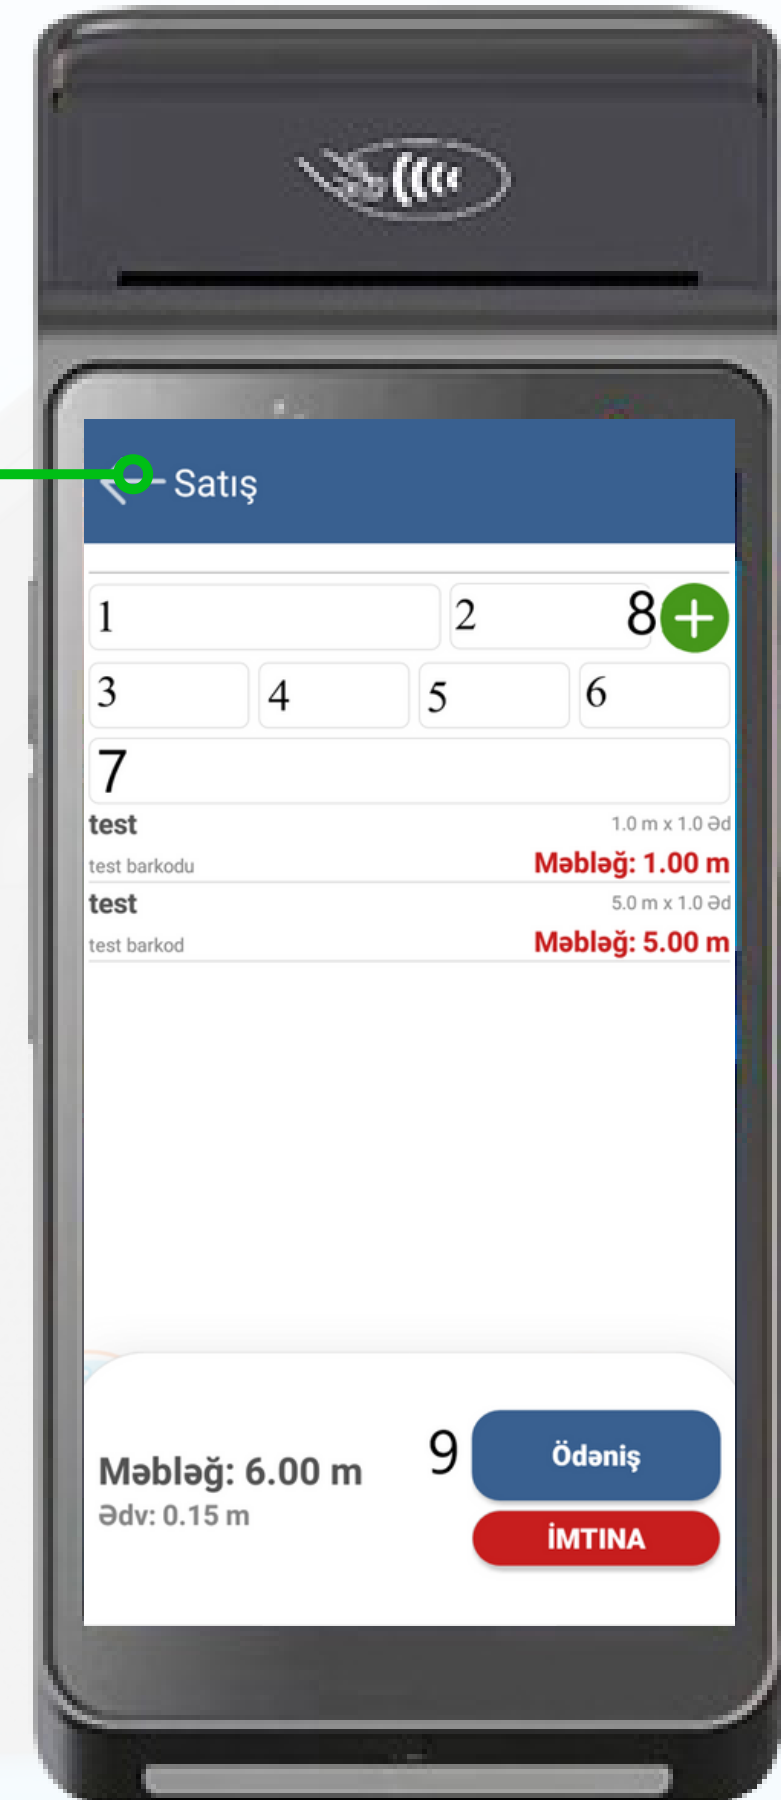 Satış
1 2 8 +
3 4 5 6
7
test 1.0 m x 1.0 Əd
test barkodu Məbləğ: 1.00 m
test 5.0 m x 1.0 Əd
test barkod Məbləğ: 5.00 m
9 Ödəniş
Məbləğ: 6.00 m
Ədv: 0.15 m
İMTINA